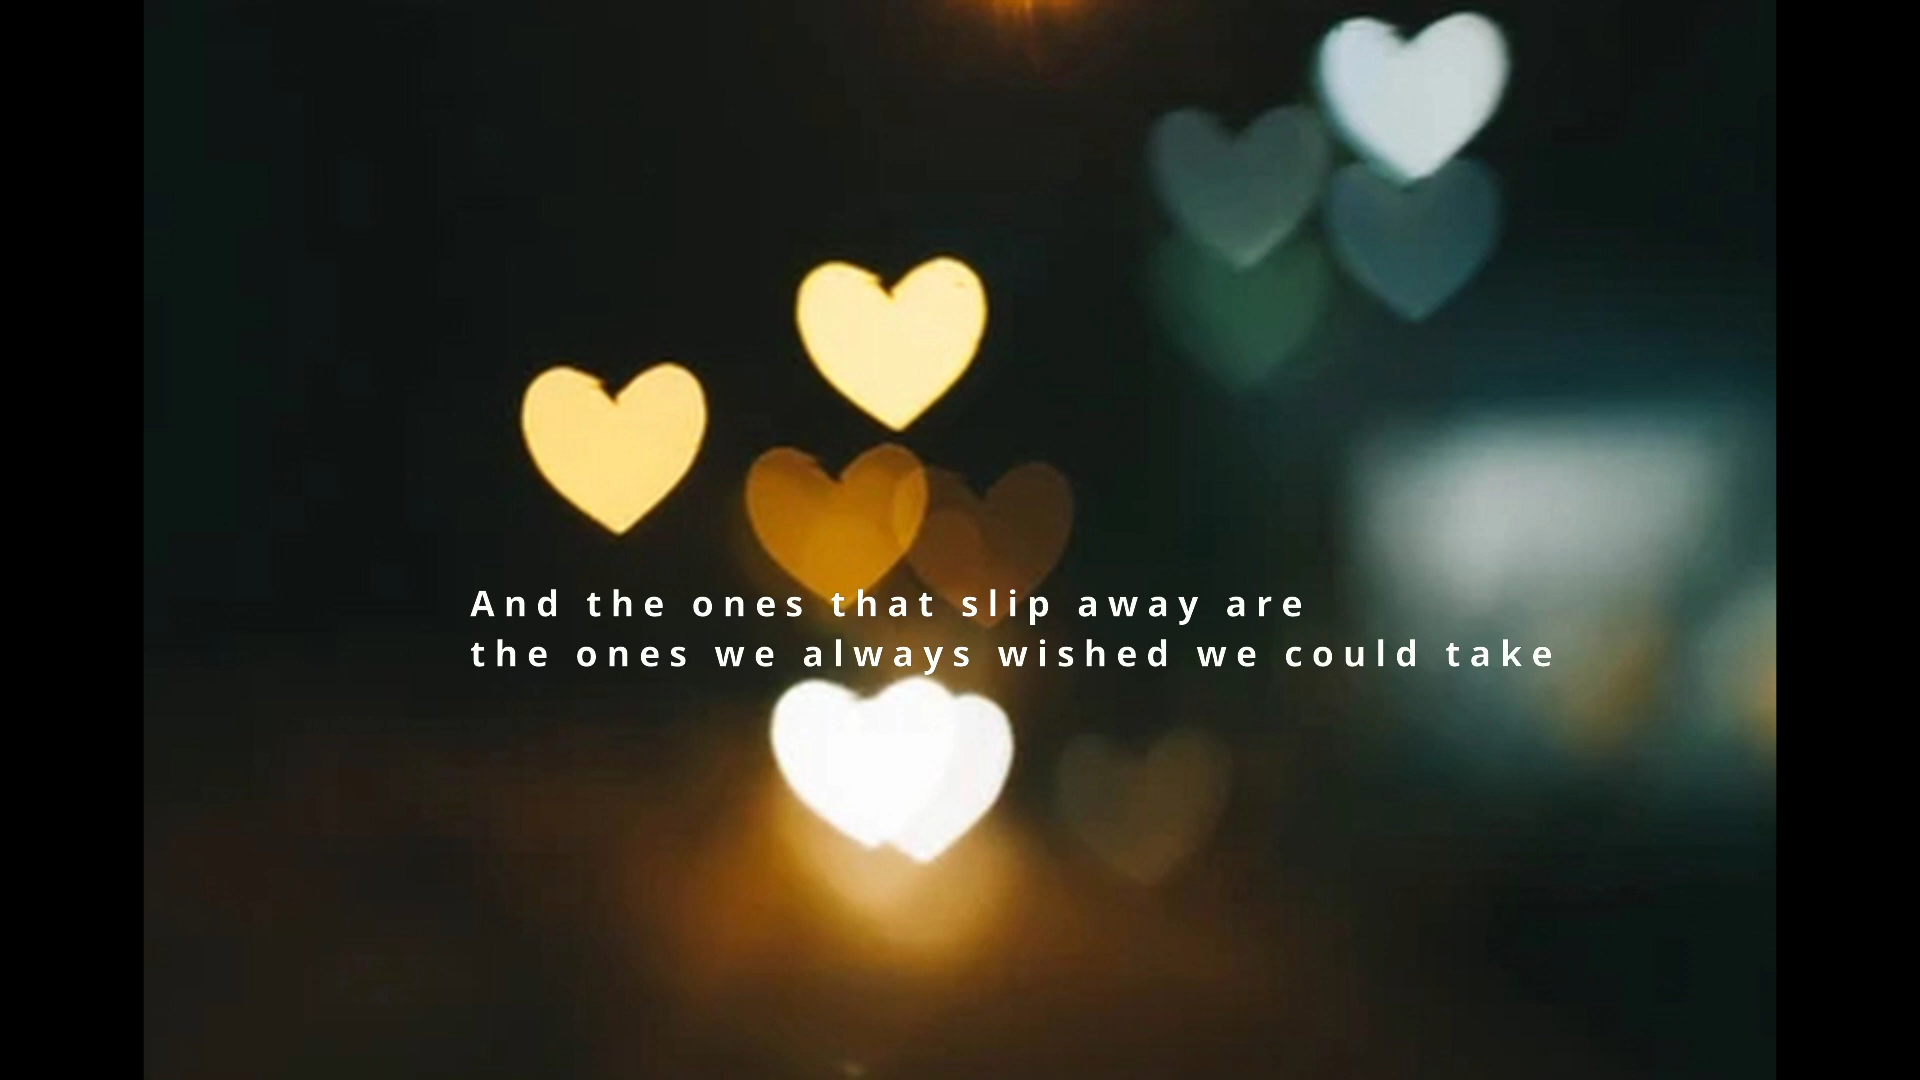 And the ones that slip away are
the ones we always wished we could take